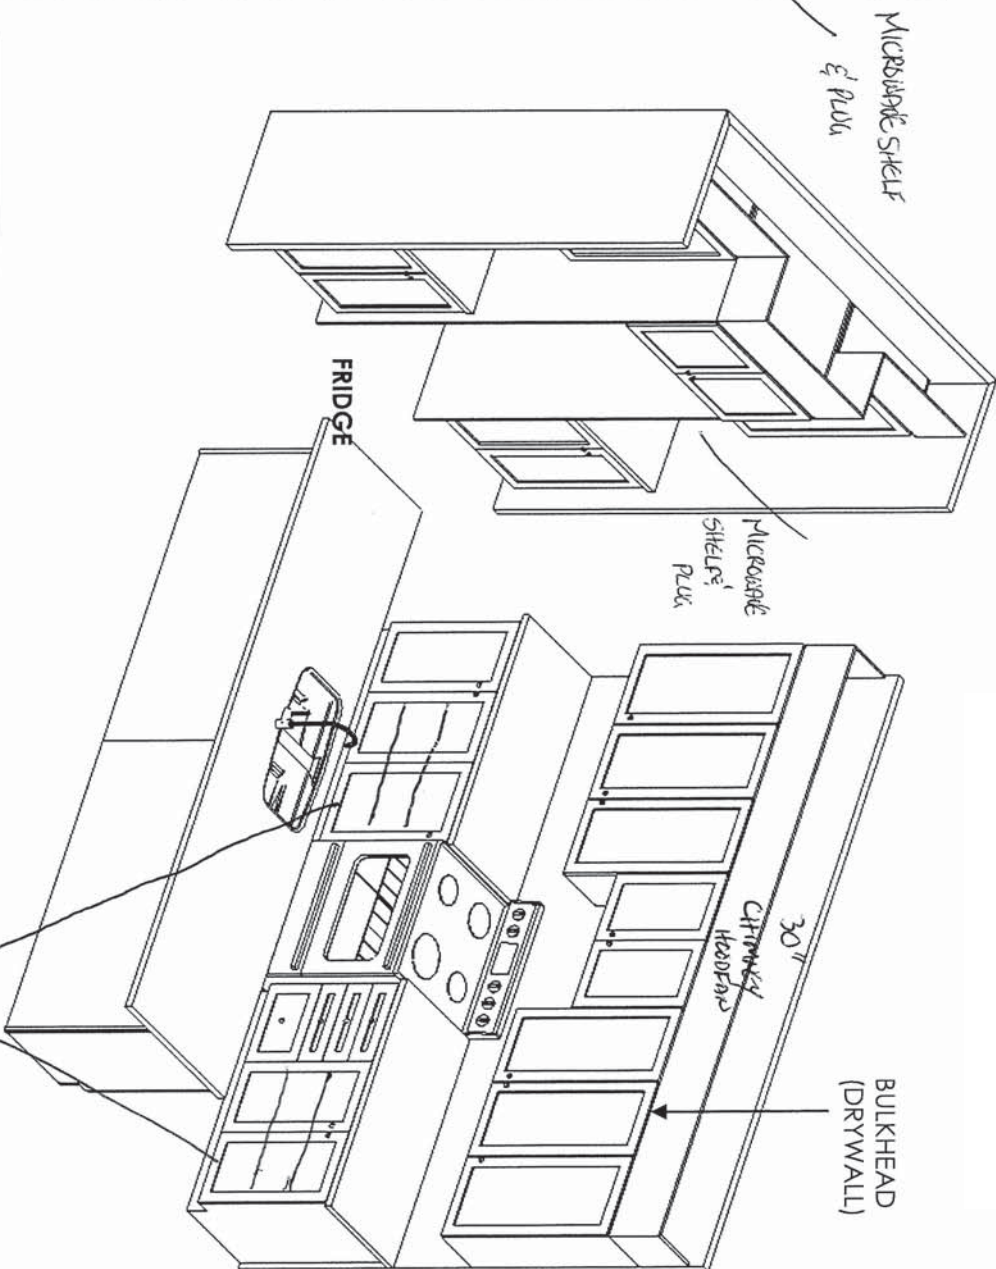 MICROWAVE SHELF
& PLUG
FRIDGE
MICROWAVE
SHELF &
PLUG
30"
CHIMNEY
HOODFAN
BULKHEAD
(DRYWALL)